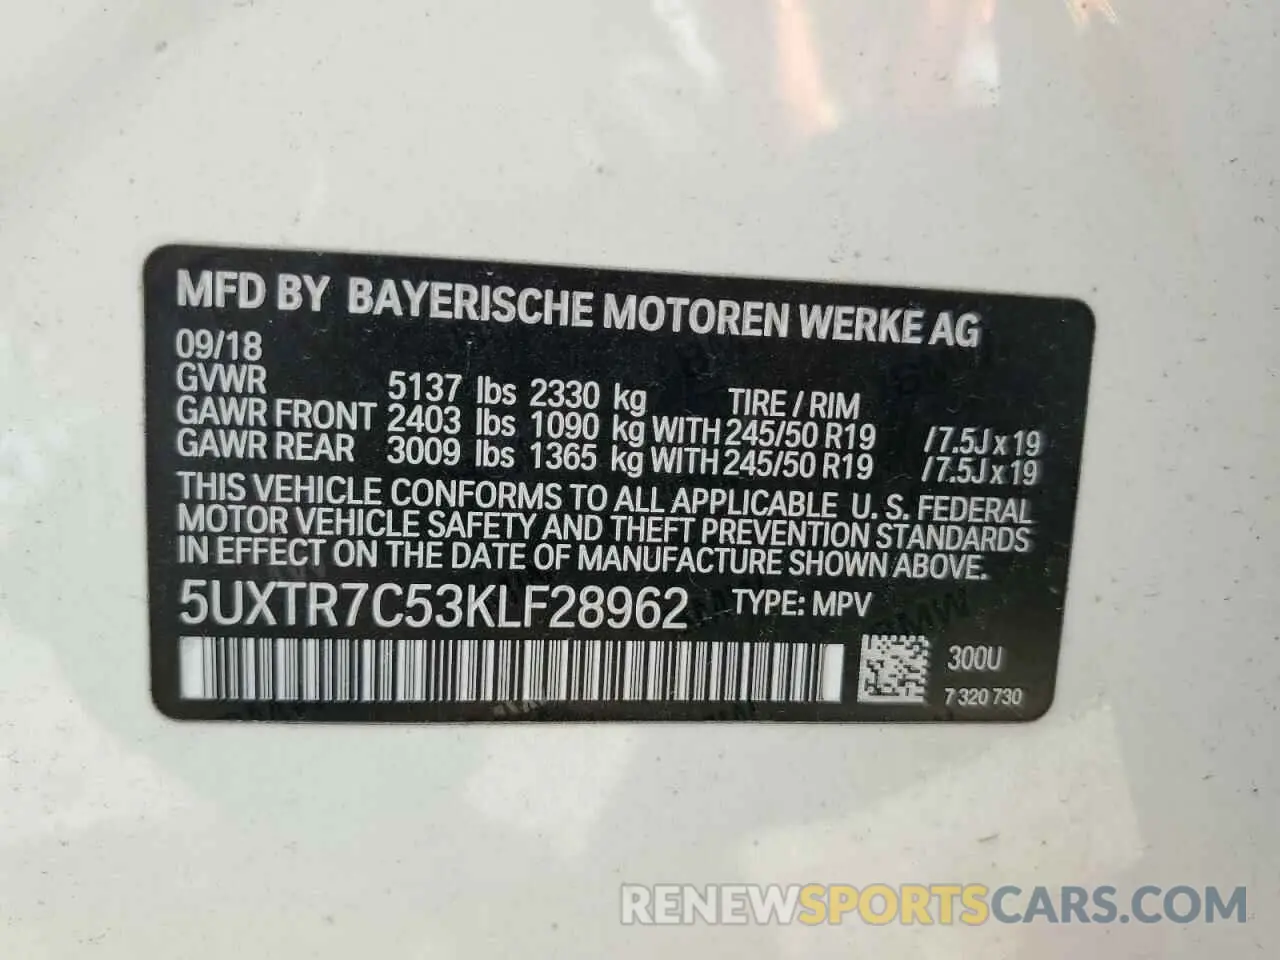 MFD BY BAYERISCHE MOTOREN WERKE AG
09/18
GVWR 5137 lbs 2330 kg TIRE / RIM
GAWR FRONT 2403 lbs 1090 kg WITH 245/50 R19 /7.5J x 19
GAWR REAR 3009 lbs 1365 kg WITH 245/50 R19 /7.5J x 19
THIS VEHICLE CONFORMS TO ALL APPLICABLE U. S. FEDERAL
MOTOR VEHICLE SAFETY AND THEFT PREVENTION STANDARDS
IN EFFECT ON THE DATE OF MANUFACTURE SHOWN ABOVE.
5UXTR7C53KLF28962 TYPE: MPV
300U
7 320 730
RENEWSPORTSCARS.COM